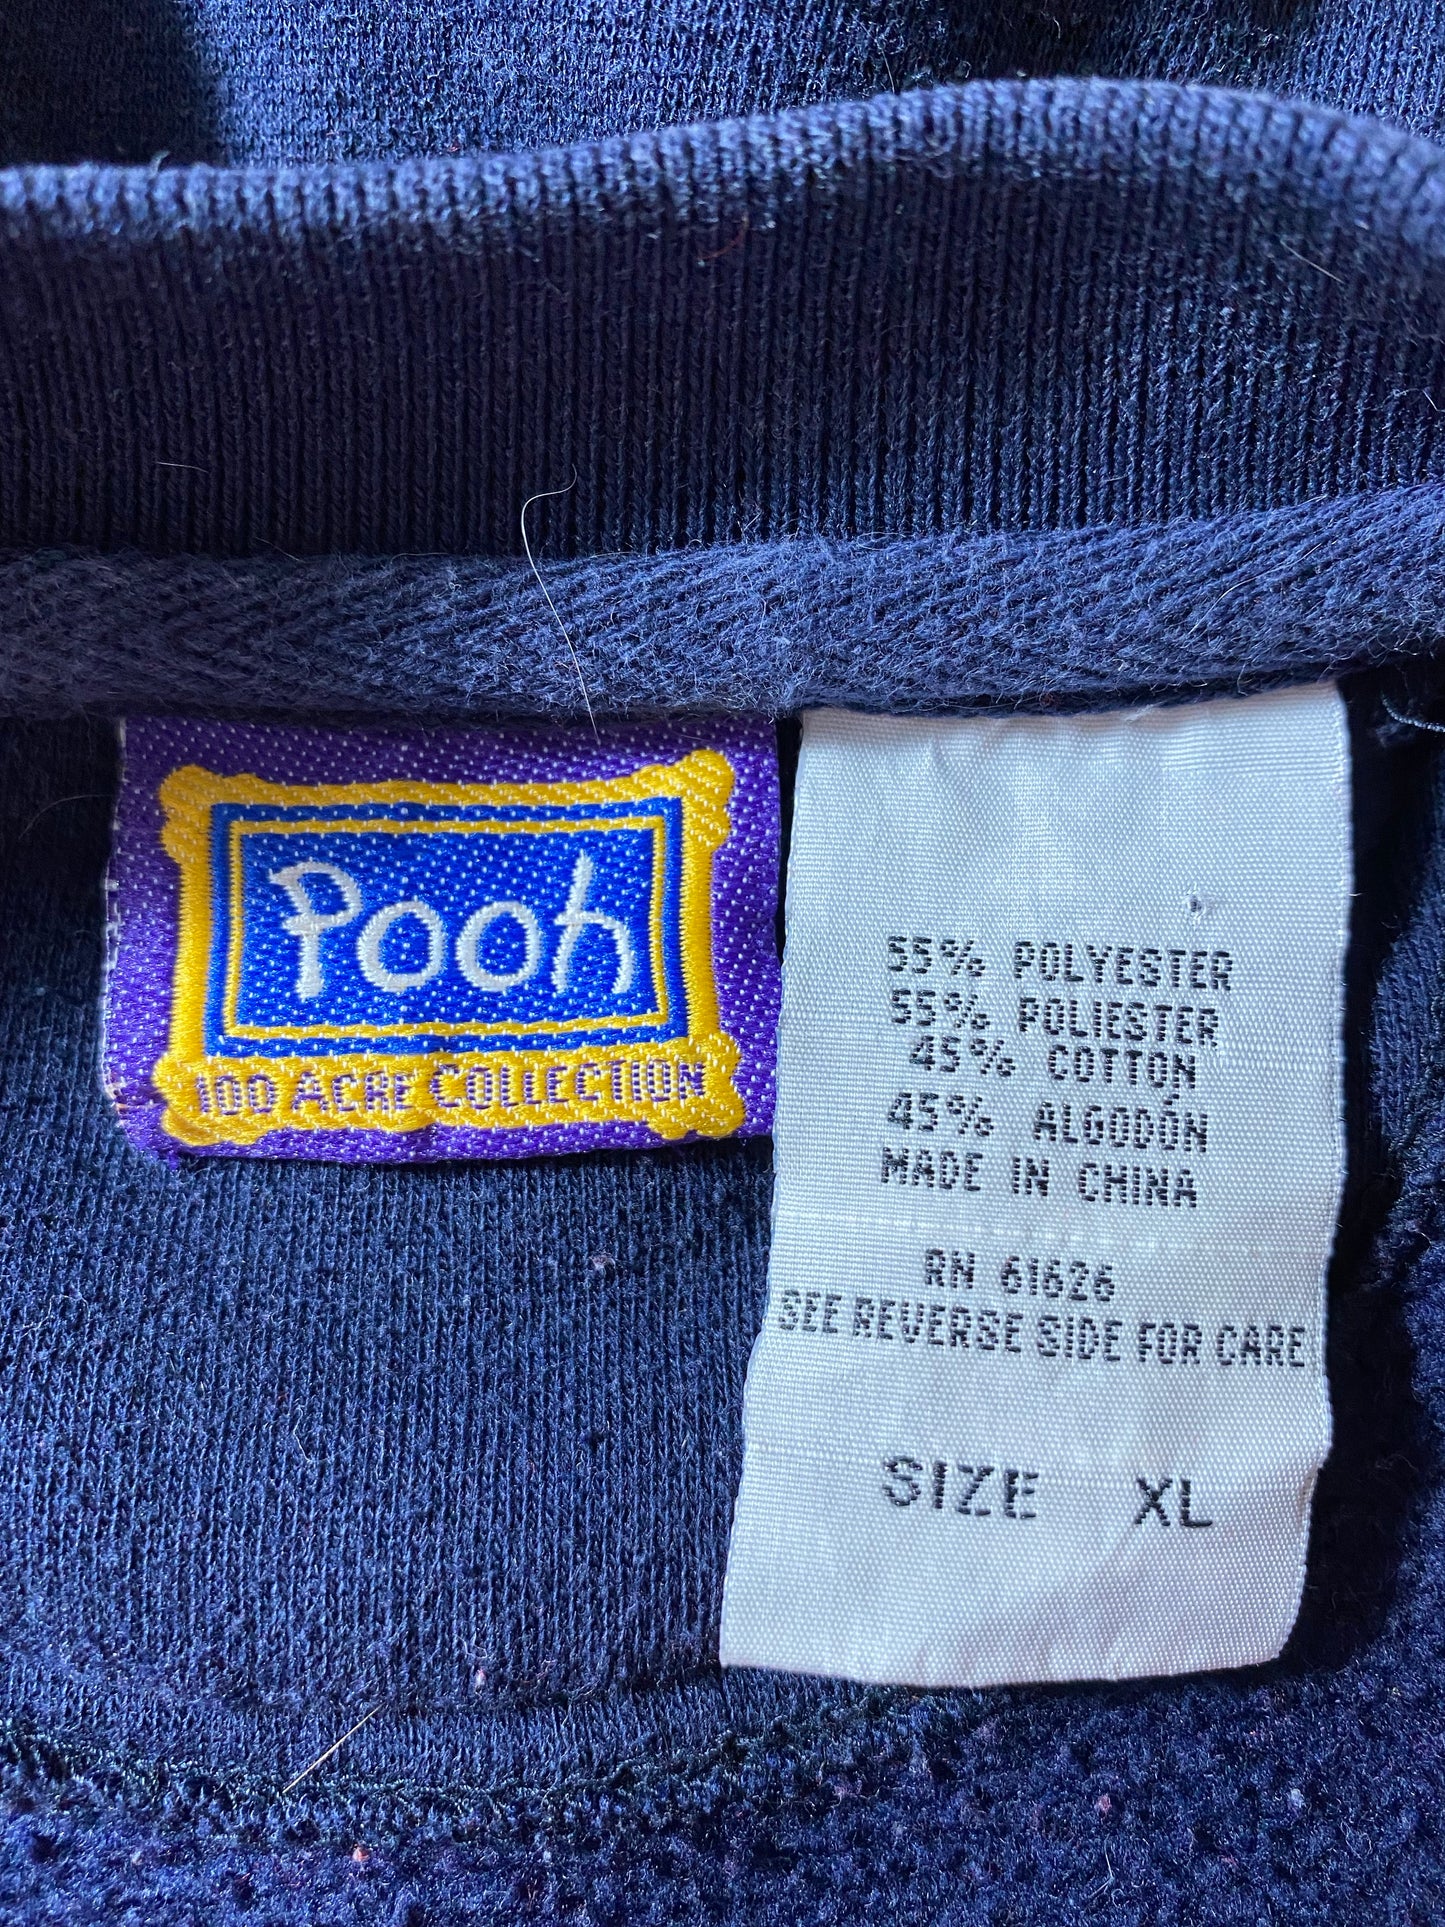 Pooh
100 ACRE COLLECTION
55% POLYESTER
55% POLIESTER
45% COTTON
45% ALGODÓN
MADE IN CHINA
RN 61626
SEE REVERSE SIDE FOR CARE
SIZE XL